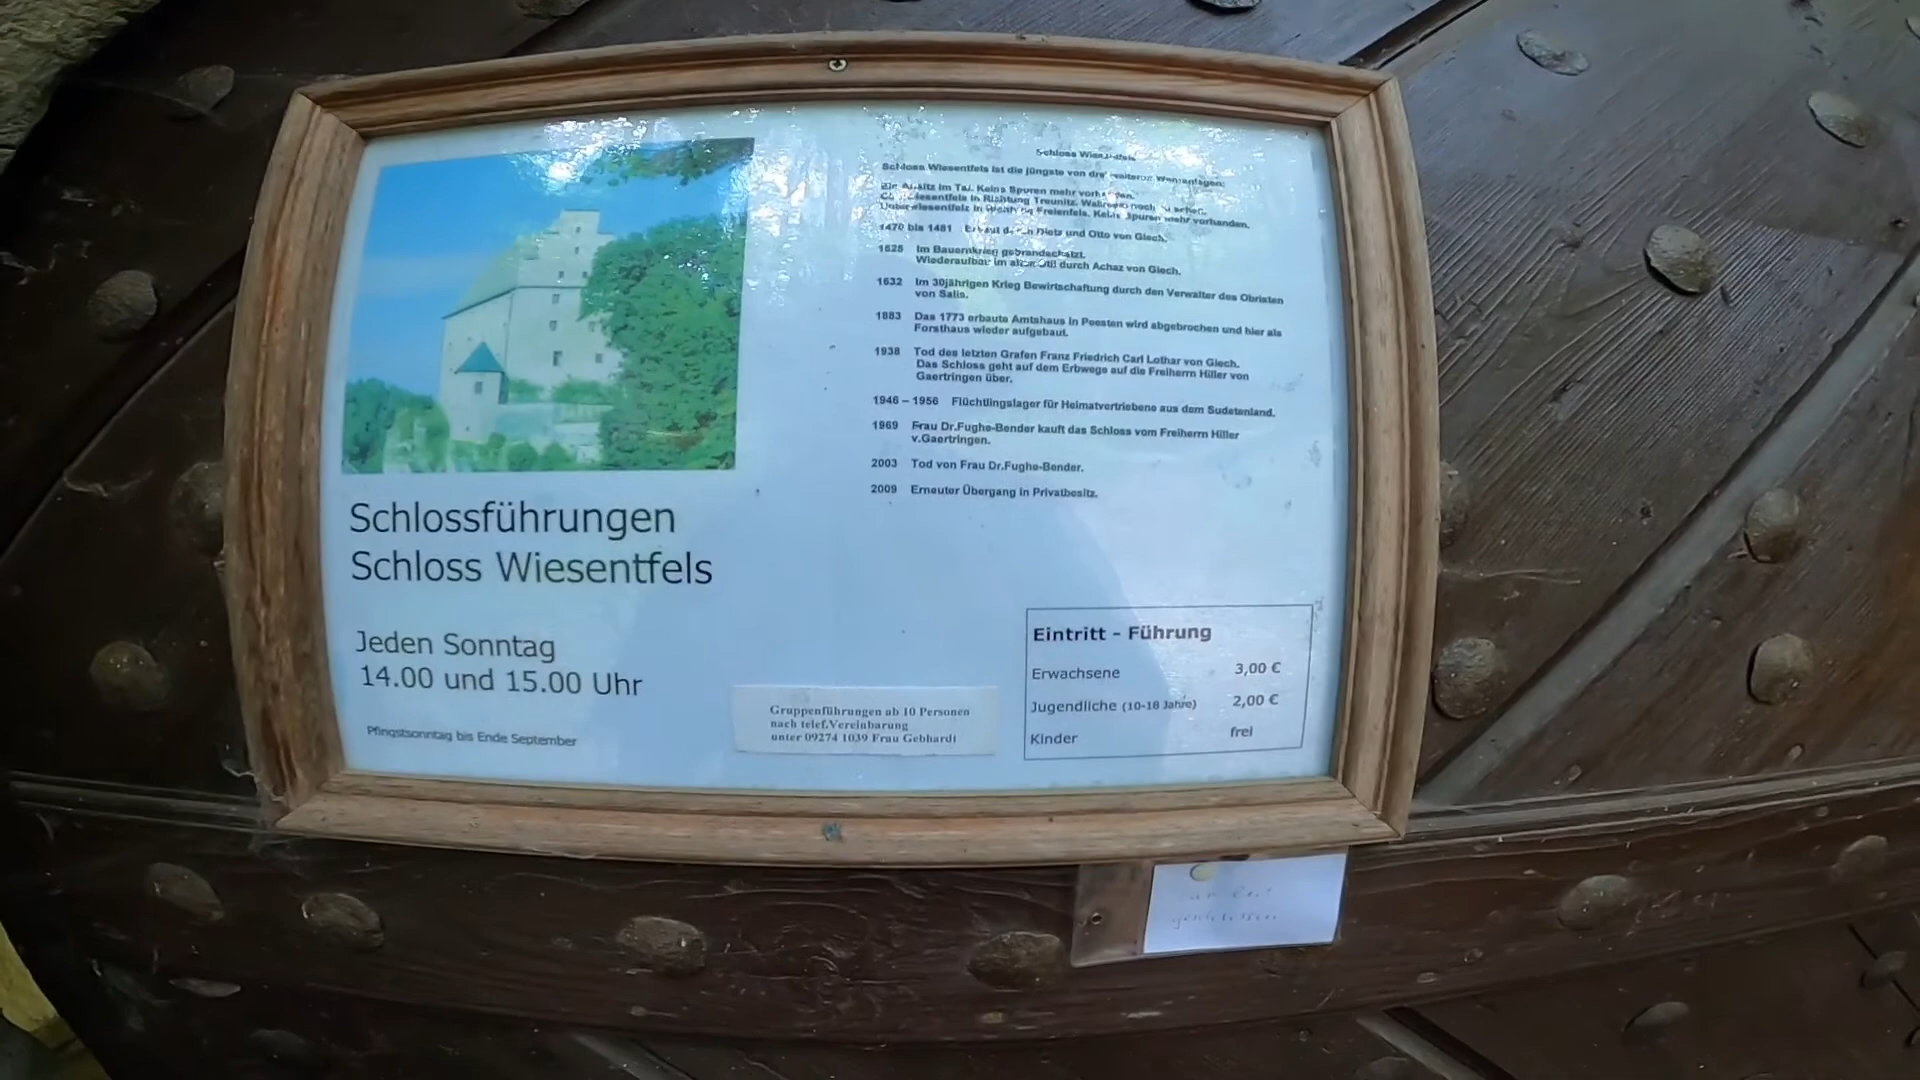 Schloss Wiesentfels
Schloss Wiesentfels ist die jüngste von drei weiteren Wehranlagen:
Ein Ansitz im Tal. Keine Spuren mehr vorhanden.
Wiesentfels in Richtung Treunitz. noch zu sehen.
Unterwiesentfels in Richtung Freienfels. Keine Spuren mehr vorhanden.
1470 bis 1481 Erbaut durch Dietz und Otto von Giech.
1525 Im Bauernkrieg gebrandschatzt.
Wiederaufbau im alten Stil durch Achaz von Giech.
1632 Im 30jährigen Krieg Bewirtschaftung durch den Verwalter des Obristen
von Salis.
1883 Das 1773 erbaute Amtshaus in Peesten wird abgebrochen und hier als
Forsthaus wieder aufgebaut.
1938 Tod des letzten Grafen Franz Friedrich Carl Lothar von Giech.
Das Schloss geht auf dem Erbwege auf die Freiherrn Hiller von
Gaertringen über.
1946 – 1956 Flüchtlingslager für Heimatvertriebene aus dem Sudetenland.
1969 Frau Dr.Fughe-Bender kauft das Schloss vom Freiherrn Hiller
v.Gaertringen.
2003 Tod von Frau Dr.Fughe-Bender.
2009 Erneuter Übergang in Privatbesitz.
Schlossführungen
Schloss Wiesentfels
Jeden Sonntag
14.00 und 15.00 Uhr
Pfingstsonntag bis Ende September
Gruppenführungen ab 10 Personen
nach telef.Vereinbarung
unter 09274 1039 Frau Gebhardt
Eintritt - Führung
Erwachsene 3,00 €
Jugendliche (10-18 Jahre) 2,00 €
Kinder frei